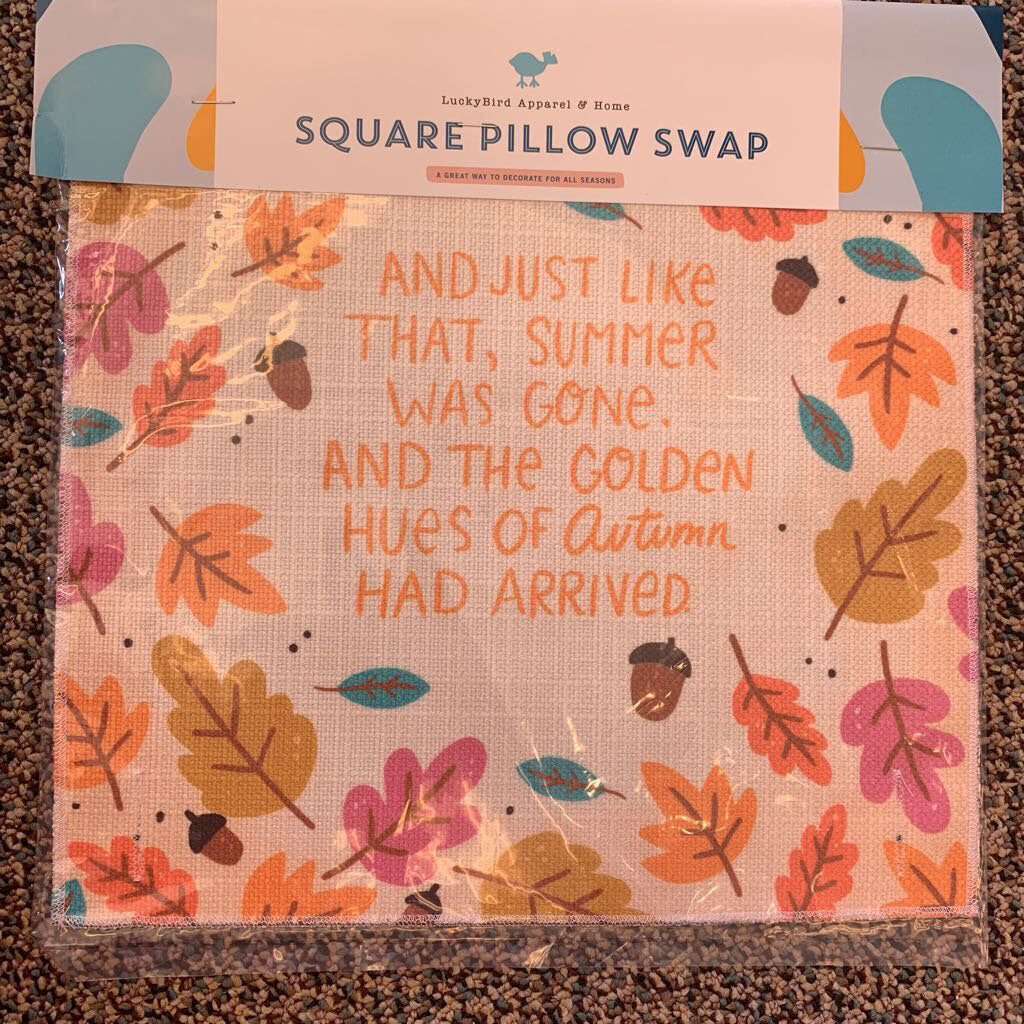 LuckyBird Apparel & Home
SQUARE PILLOW SWAP
A GREAT WAY TO DECORATE FOR ALL SEASONS
AND JUST LIKE
THAT, SUMMER
WAS GONE.
AND THE GOLDEN
HUES OF Autumn
HAD ARRIVED.